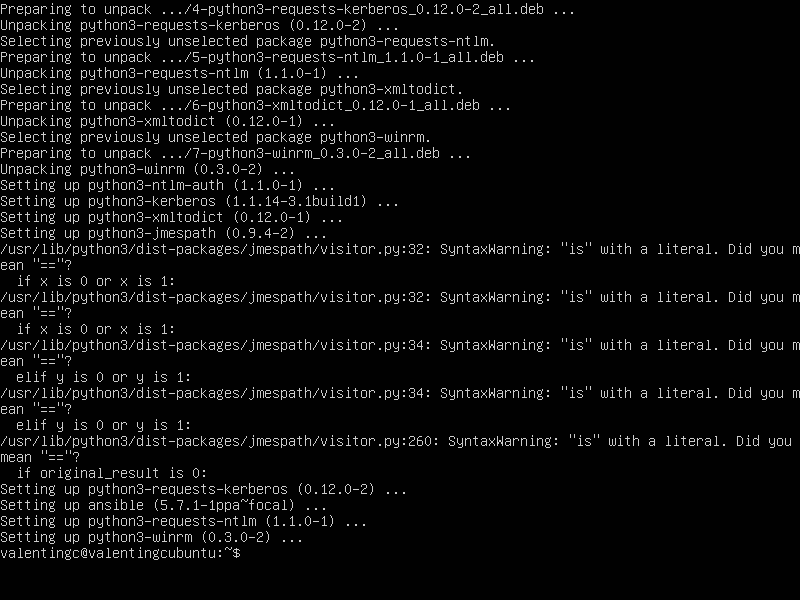 Preparing to unpack .../4-python3-requests-kerberos_0.12.0-2_all.deb ...
Unpacking python3-requests-kerberos (0.12.0-2) ...
Selecting previously unselected package python3-requests-ntlm.
Preparing to unpack .../5-python3-requests-ntlm_1.1.0-1_all.deb ...
Unpacking python3-requests-ntlm (1.1.0-1) ...
Selecting previously unselected package python3-xmltodict.
Preparing to unpack .../6-python3-xmltodict_0.12.0-1_all.deb ...
Unpacking python3-xmltodict (0.12.0-1) ...
Selecting previously unselected package python3-winrm.
Preparing to unpack .../7-python3-winrm_0.3.0-2_all.deb ...
Unpacking python3-winrm (0.3.0-2) ...
Setting up python3-ntlm-auth (1.1.0-1) ...
Setting up python3-kerberos (1.1.14-3.1build1) ...
Setting up python3-xmltodict (0.12.0-1) ...
Setting up python3-jmespath (0.9.4-2) ...
/usr/lib/python3/dist-packages/jmespath/visitor.py:32: SyntaxWarning: "is" with a literal. Did you m
ean "=="?
  if x is 0 or x is 1:
/usr/lib/python3/dist-packages/jmespath/visitor.py:32: SyntaxWarning: "is" with a literal. Did you m
ean "=="?
  if x is 0 or x is 1:
/usr/lib/python3/dist-packages/jmespath/visitor.py:34: SyntaxWarning: "is" with a literal. Did you m
ean "=="?
  elif y is 0 or y is 1:
/usr/lib/python3/dist-packages/jmespath/visitor.py:34: SyntaxWarning: "is" with a literal. Did you m
ean "=="?
  elif y is 0 or y is 1:
/usr/lib/python3/dist-packages/jmespath/visitor.py:260: SyntaxWarning: "is" with a literal. Did you
mean "=="?
  if original_result is 0:
Setting up python3-requests-kerberos (0.12.0-2) ...
Setting up ansible (5.7.1-1ppa~focal) ...
Setting up python3-requests-ntlm (1.1.0-1) ...
Setting up python3-winrm (0.3.0-2) ...
valentingc@valentingcubuntu:~$